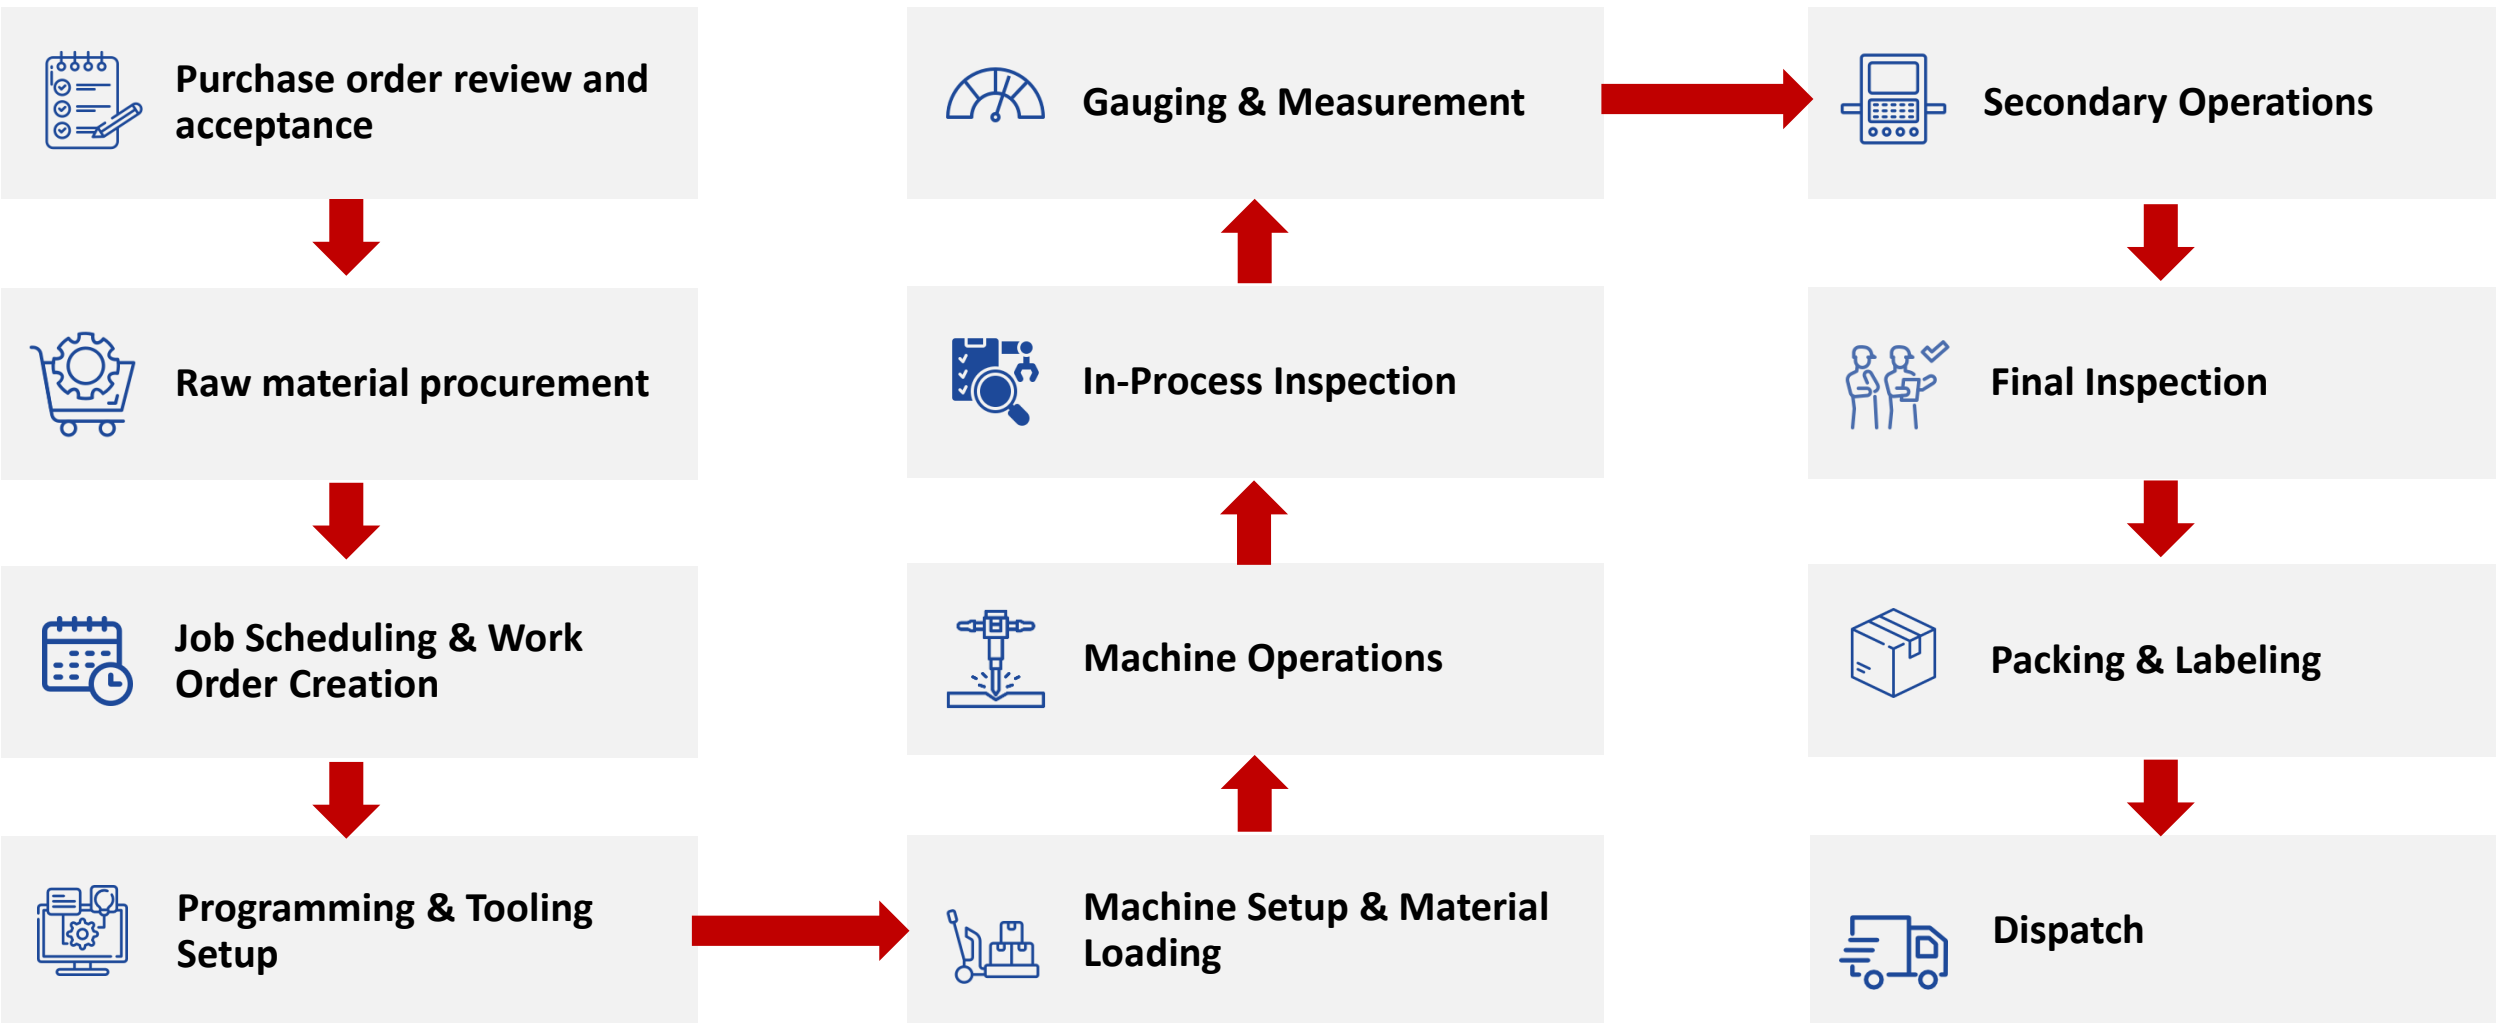 Purchase order review and
acceptance
Raw material procurement
Job Scheduling & Work
Order Creation
Programming & Tooling
Setup
Machine Setup & Material
Loading
Machine Operations
In-Process Inspection
Gauging & Measurement
Secondary Operations
Final Inspection
Packing & Labeling
Dispatch